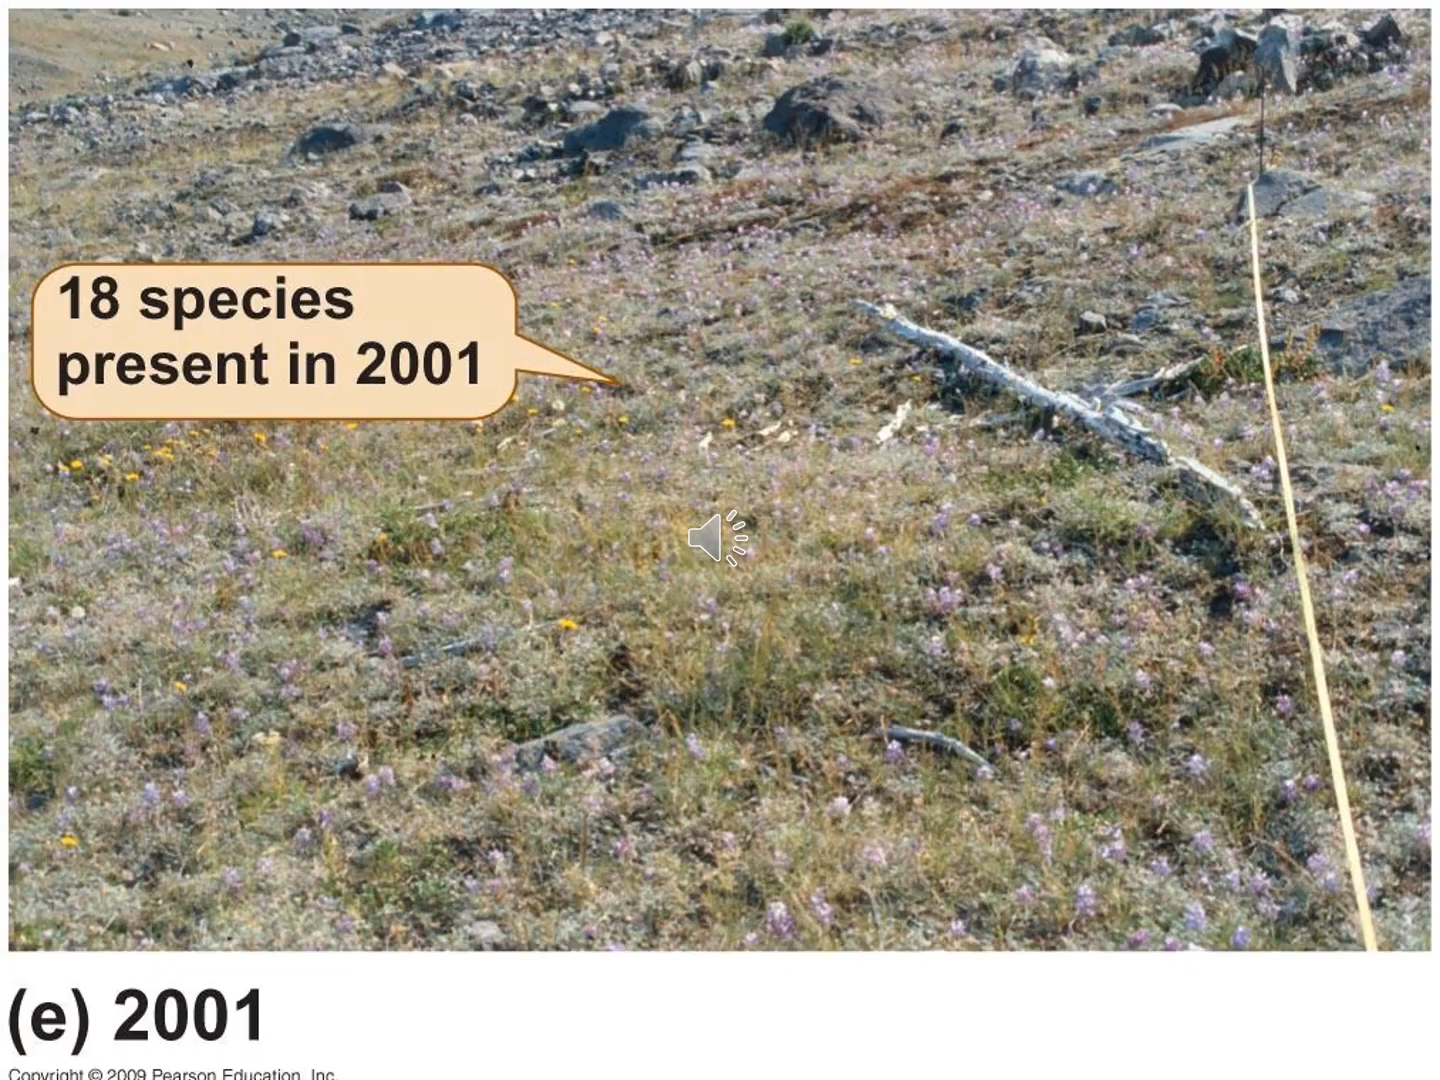 18 species
present in 2001
(e) 2001
Copyright © 2009 Pearson Education, Inc.